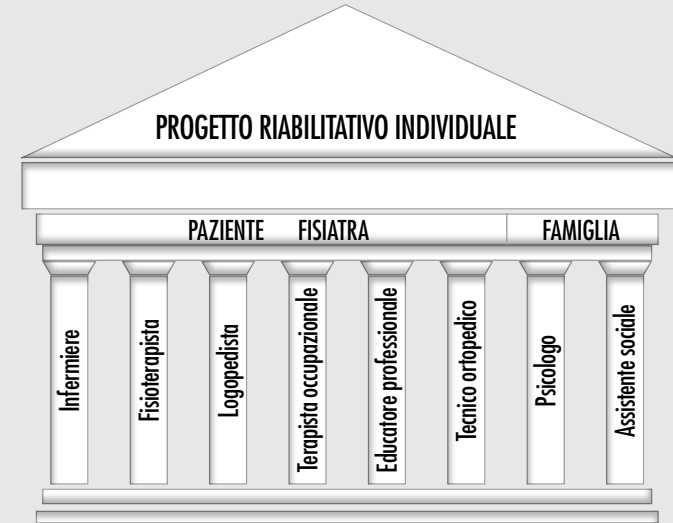 PROGETTO RIABILITATIVO INDIVIDUALE
PAZIENTE FISIATRA FAMIGLIA
Infermiere
Fisioterapista
Logopedista
Terapista occupazionale
Educatore professionale
Tecnico ortopedico
Psicologo
Assistente sociale